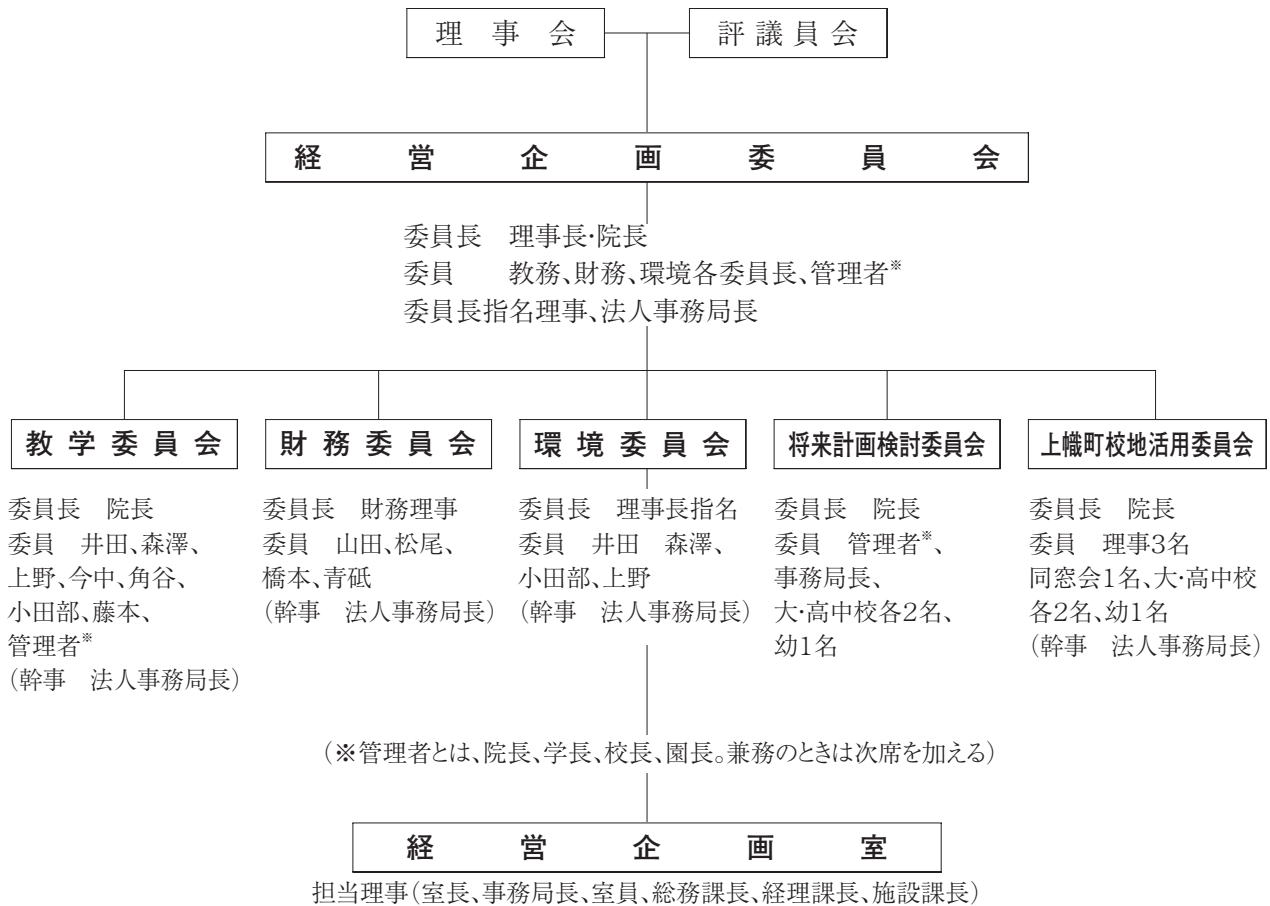 理事会
評議員会
経営企画委員会
委員長　理事長・院長
委員　　教務、財務、環境各委員長、管理者※
委員長指名理事、法人事務局長
教学委員会
委員長　院長
委員　井田、森澤、
上野、今中、角谷、
小田部、藤本、
管理者※
(幹事　法人事務局長)
財務委員会
委員長　財務理事
委員　山田、松尾、
橋本、青砥
(幹事　法人事務局長)
環境委員会
委員長　理事長指名
委員　井田　森澤、
小田部、上野
(幹事　法人事務局長)
将来計画検討委員会
委員長　院長
委員　管理者※、
事務局長、
大・高中校各2名、
幼1名
上幟町校地活用委員会
委員長　院長
委員　理事3名
同窓会1名、大・高中校
各2名、幼1名
(幹事　法人事務局長)
(※管理者とは、院長、学長、校長、園長。兼務のときは次席を加える)
経営企画室
担当理事(室長、事務局長、室員、総務課長、経理課長、施設課長)